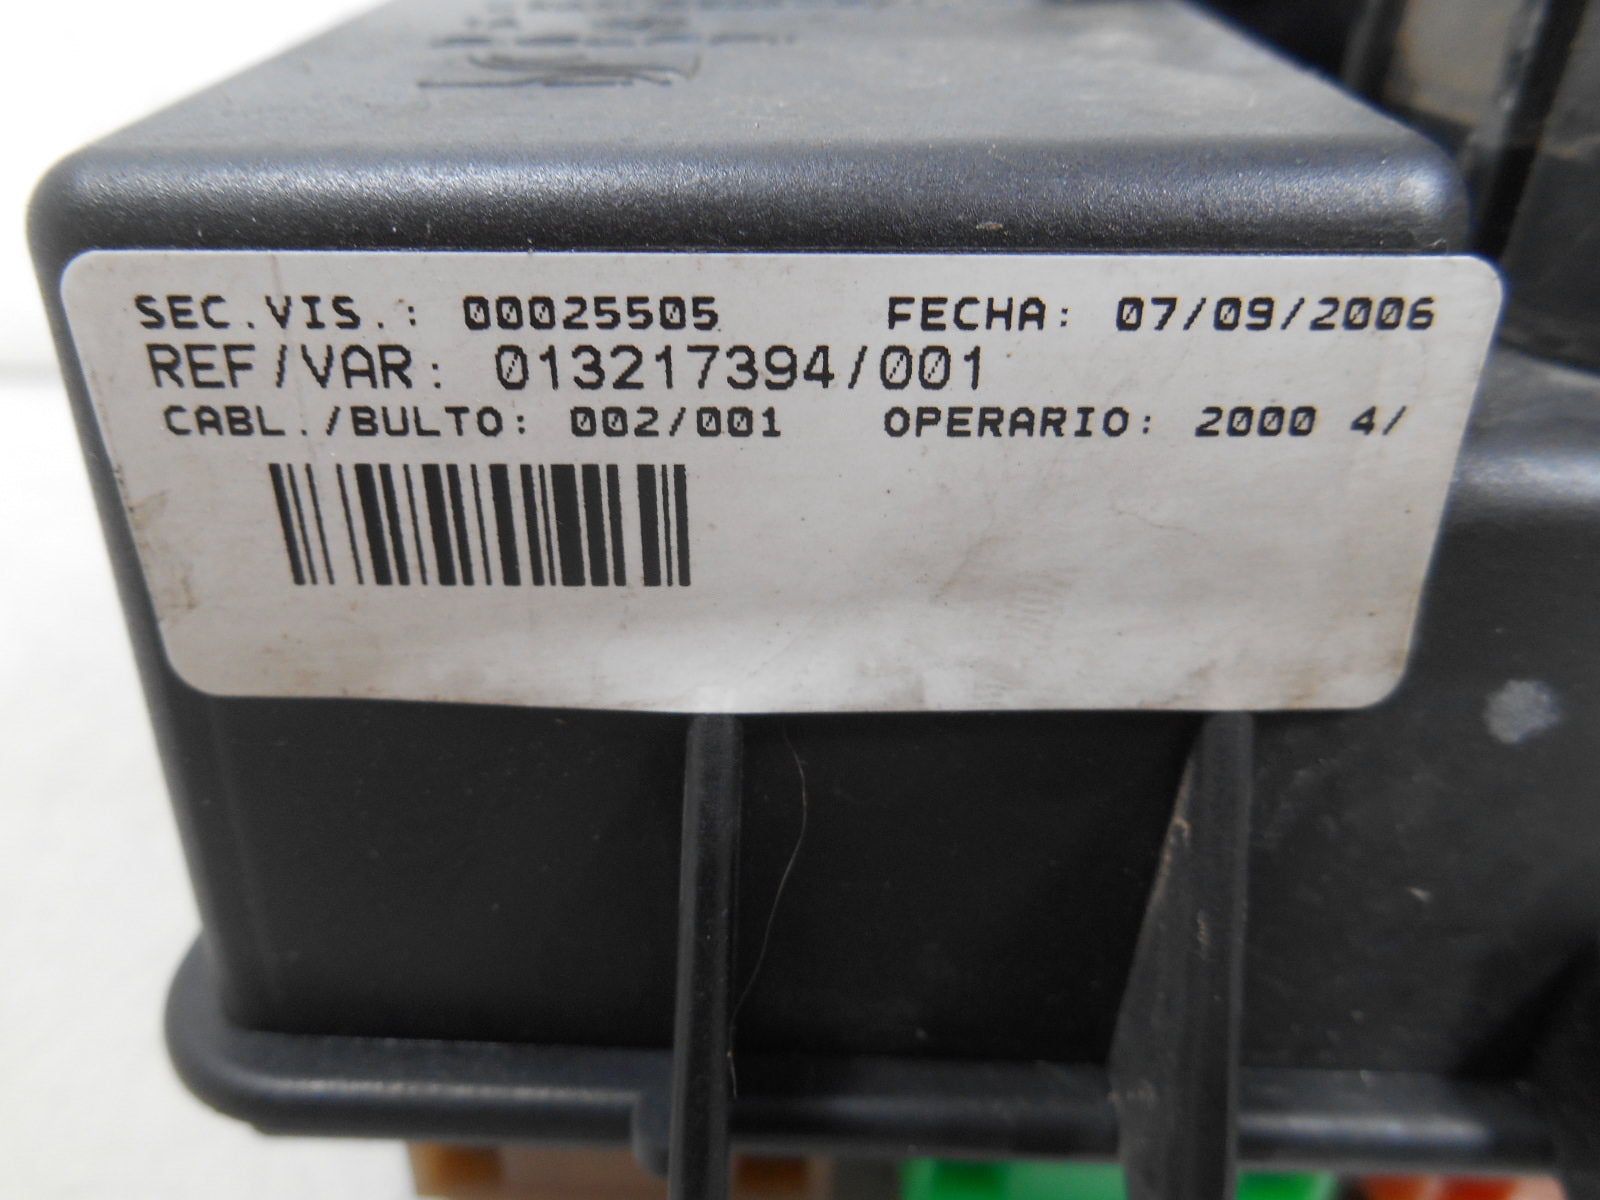 SEC.VIS.: 00025505 FECHA: 07/09/2006
REF/VAR: 013217394/001
CABL./BULTO: 002/001 OPERARIO: 2000 4/